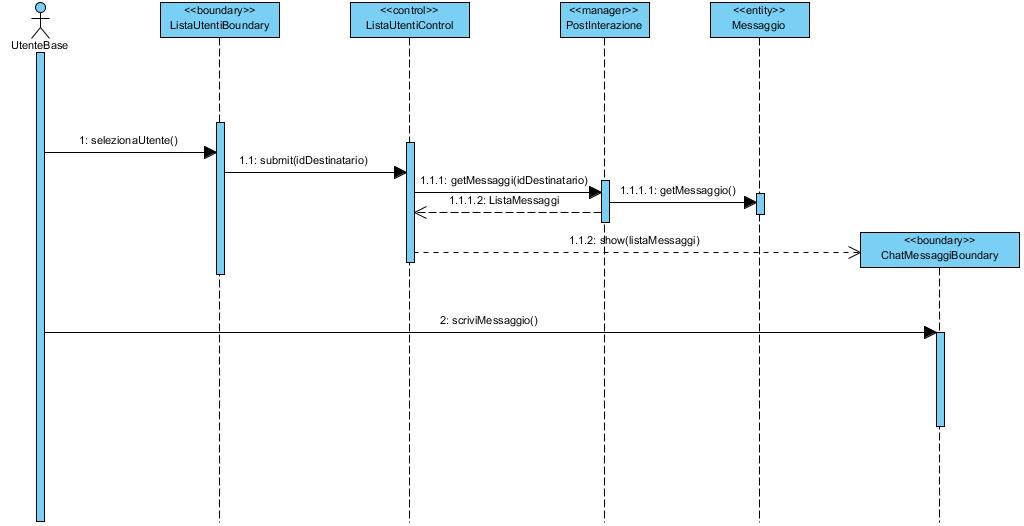 <<boundary>>
ListaUtentiBoundary
<<control>>
ListaUtentiControl
<<manager>>
PostInterazione
<<entity>>
Messaggio
UtenteBase
1: selezionaUtente()
1.1: submit(idDestinatario)
1.1.1: getMessaggi(idDestinatario)
1.1.1.1: getMessaggio()
1.1.1.2: ListaMessaggi
1.1.2: show(listaMessaggi)
<<boundary>>
ChatMessaggiBoundary
2: scriviMessaggio()